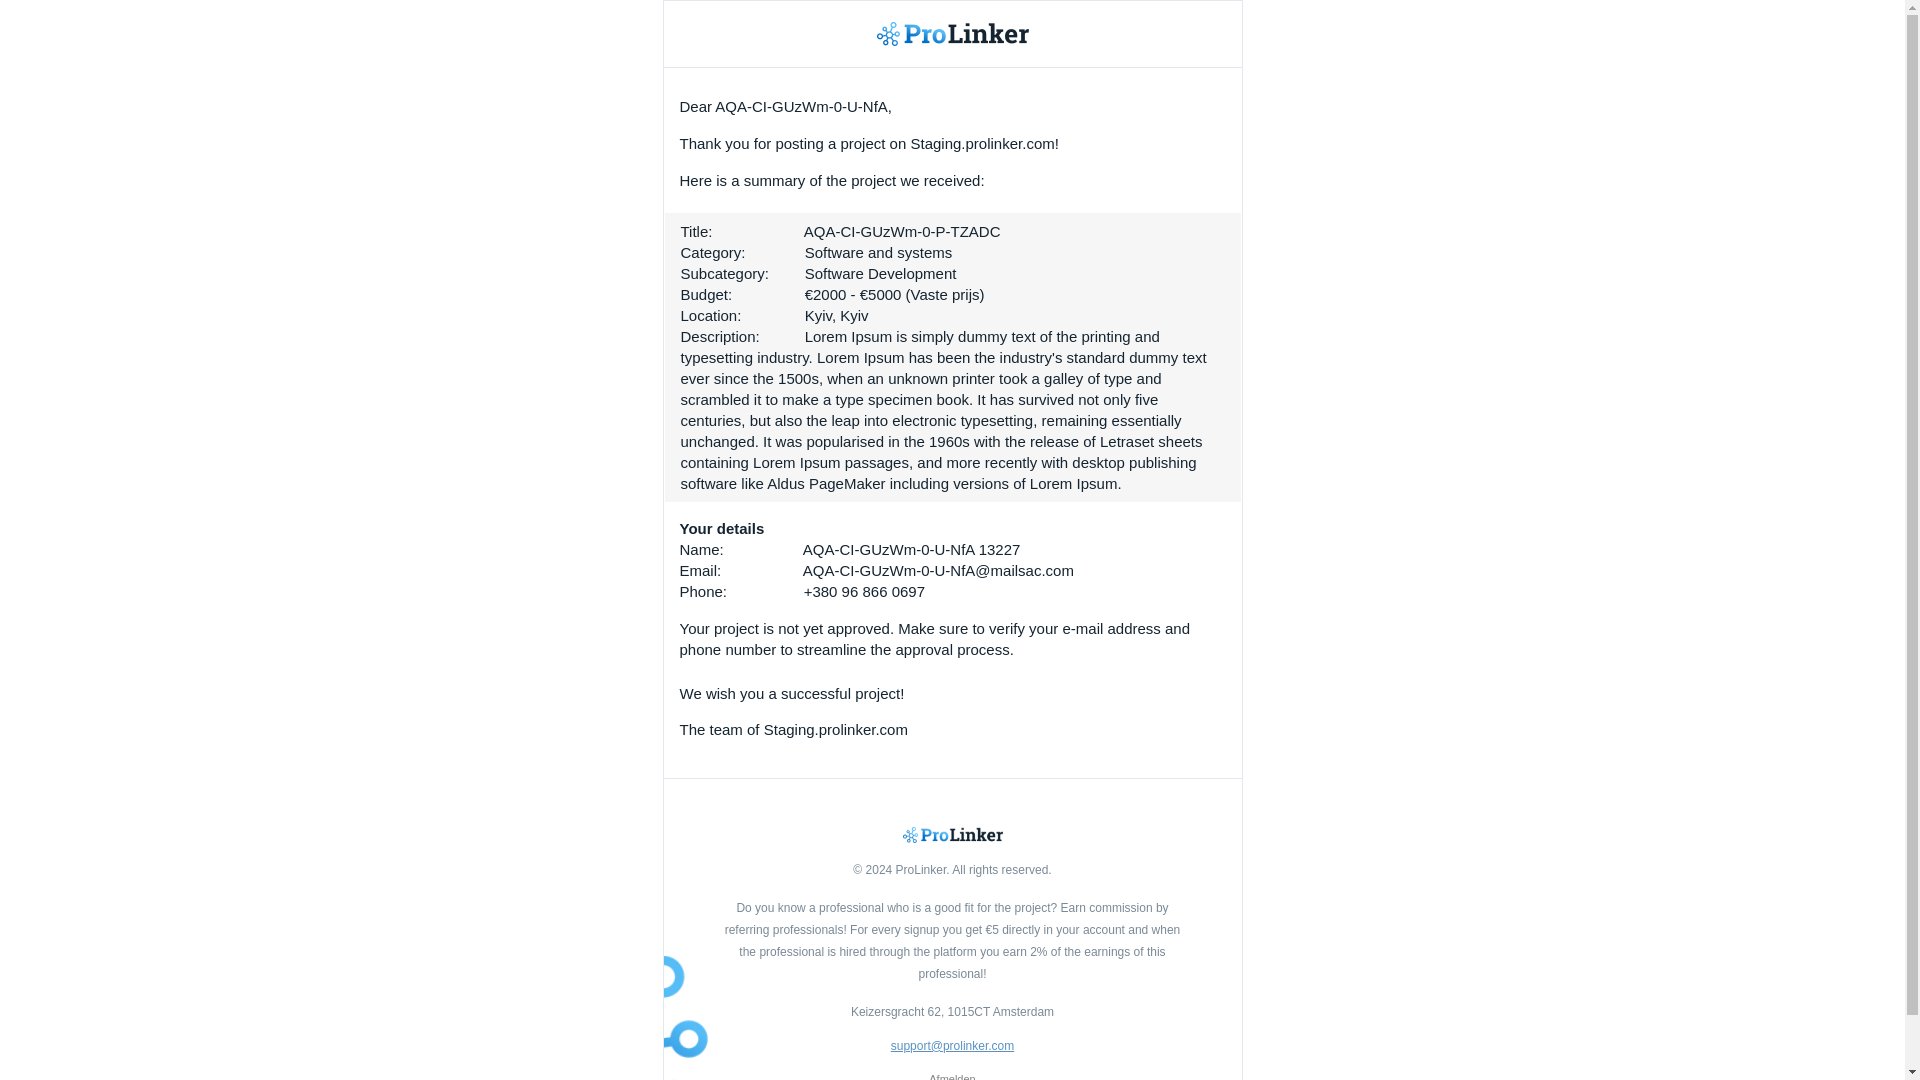 ProLinker
Dear AQA-CI-GUzWm-0-U-NfA,
Thank you for posting a project on Staging.prolinker.com!
Here is a summary of the project we received:
Title: AQA-CI-GUzWm-0-P-TZADC
Category: Software and systems
Subcategory: Software Development
Budget: €2000 - €5000 (Vaste prijs)
Location: Kyiv, Kyiv
Description: Lorem Ipsum is simply dummy text of the printing and
typesetting industry. Lorem Ipsum has been the industry's standard dummy text
ever since the 1500s, when an unknown printer took a galley of type and
scrambled it to make a type specimen book. It has survived not only five
centuries, but also the leap into electronic typesetting, remaining essentially
unchanged. It was popularised in the 1960s with the release of Letraset sheets
containing Lorem Ipsum passages, and more recently with desktop publishing
software like Aldus PageMaker including versions of Lorem Ipsum.
Your details
Name: AQA-CI-GUzWm-0-U-NfA 13227
Email: AQA-CI-GUzWm-0-U-NfA@mailsac.com
Phone: +380 96 866 0697
Your project is not yet approved. Make sure to verify your e-mail address and
phone number to streamline the approval process.
We wish you a successful project!
The team of Staging.prolinker.com
ProLinker
© 2024 ProLinker. All rights reserved.
Do you know a professional who is a good fit for the project? Earn commission by
referring professionals! For every signup you get €5 directly in your account and when
the professional is hired through the platform you earn 2% of the earnings of this
professional!
Keizersgracht 62, 1015CT Amsterdam
support@prolinker.com
Afmelden